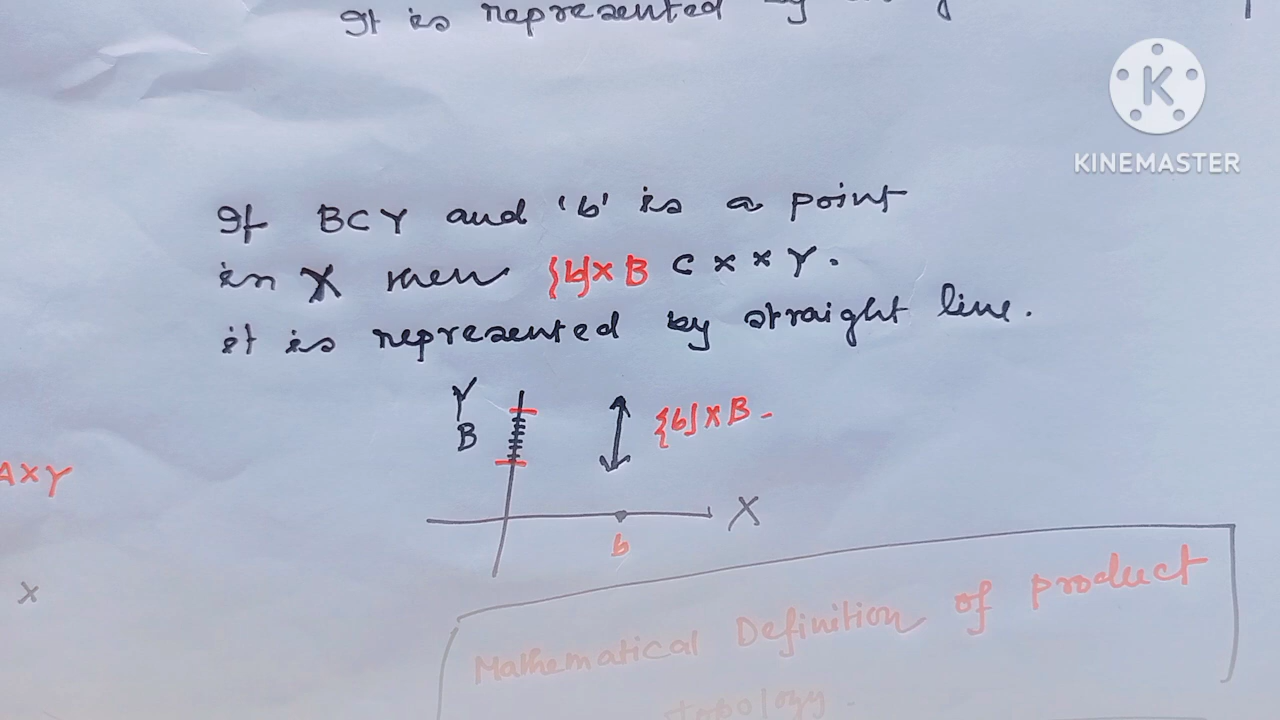 It is represented by
K
KINEMASTER
If B⊂Y and 'b' is a point
in X then {b}×B ⊂ X × Y.
it is represented by straight line.
Y
B
{b}×B -
A×Y
X
b
X
Mathematical Definition of product
topology.